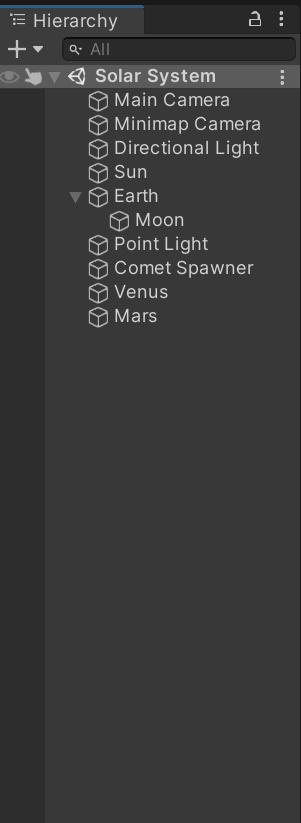 Hierarchy
All
Solar System
Main Camera
Minimap Camera
Directional Light
Sun
Earth
Moon
Point Light
Comet Spawner
Venus
Mars